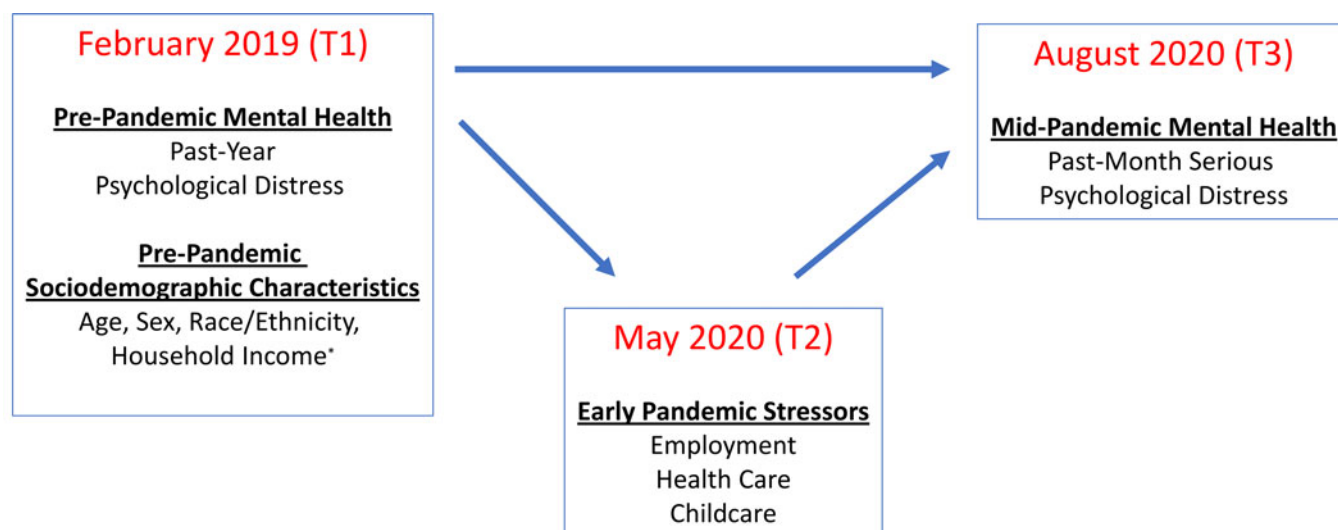 February 2019 (T1)
Pre-Pandemic Mental Health
Past-Year
Psychological Distress
Pre-Pandemic
Sociodemographic Characteristics
Age, Sex, Race/Ethnicity,
Household Income*
May 2020 (T2)
Early Pandemic Stressors
Employment
Health Care
Childcare
August 2020 (T3)
Mid-Pandemic Mental Health
Past-Month Serious
Psychological Distress